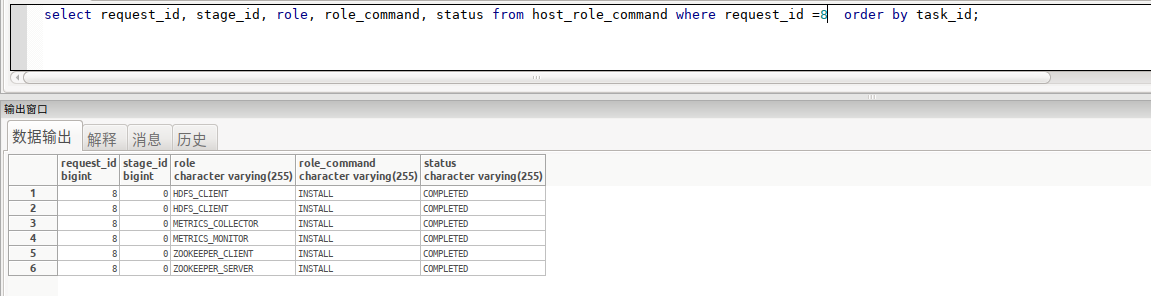 select request_id, stage_id, role, role_command, status from host_role_command where request_id =8  order by task_id;
输出窗口
数据输出 解释 消息 历史
request_id stage_id role role_command status
bigint bigint character varying(255) character varying(255) character varying(255)
1 8 0 HDFS_CLIENT INSTALL COMPLETED
2 8 0 HDFS_CLIENT INSTALL COMPLETED
3 8 0 METRICS_COLLECTOR INSTALL COMPLETED
4 8 0 METRICS_MONITOR INSTALL COMPLETED
5 8 0 ZOOKEEPER_CLIENT INSTALL COMPLETED
6 8 0 ZOOKEEPER_SERVER INSTALL COMPLETED